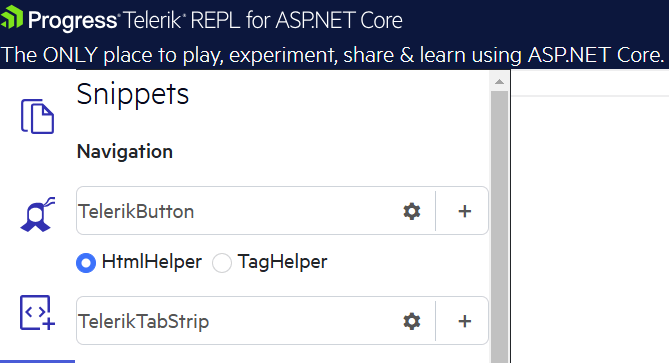 Progress® Telerik® REPL for ASP.NET Core
The ONLY place to play, experiment, share & learn using ASP.NET Core.
Snippets
Navigation
TelerikButton
HtmlHelper TagHelper
TelerikTabStrip